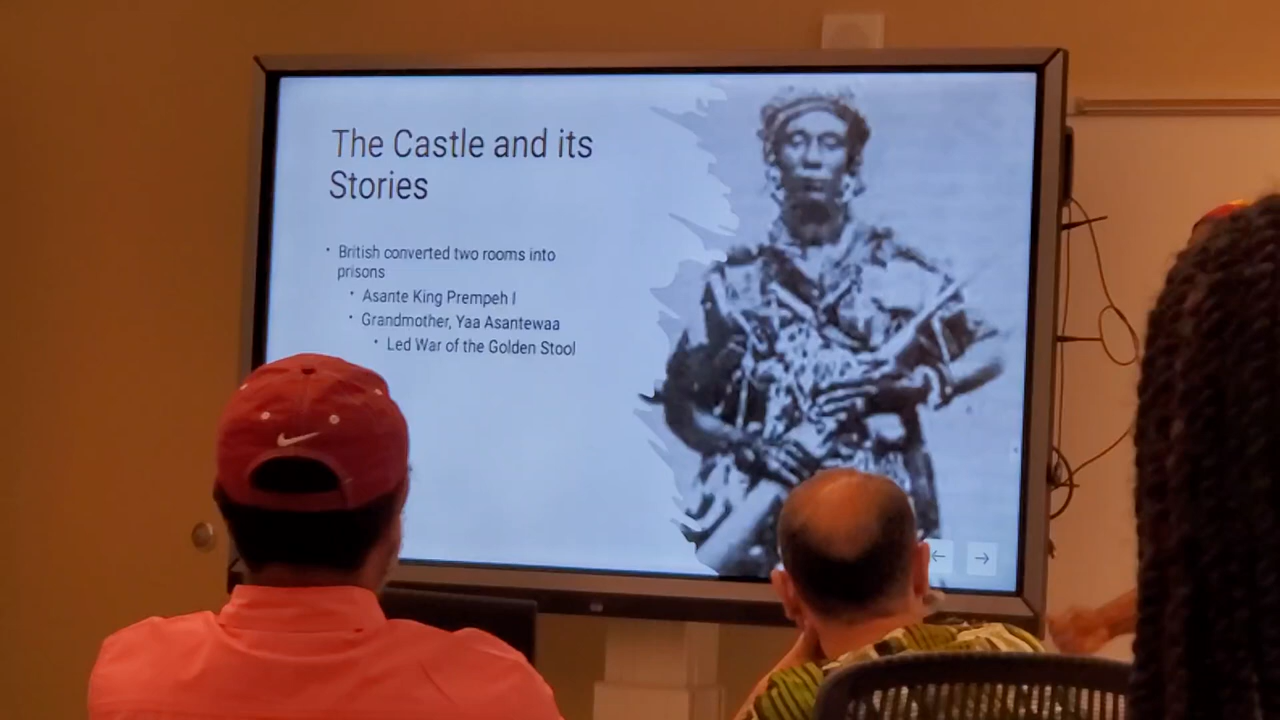 The Castle and its
Stories
· British converted two rooms into
prisons
· Asante King Prempeh I
· Grandmother, Yaa Asantewaa
· Led War of the Golden Stool